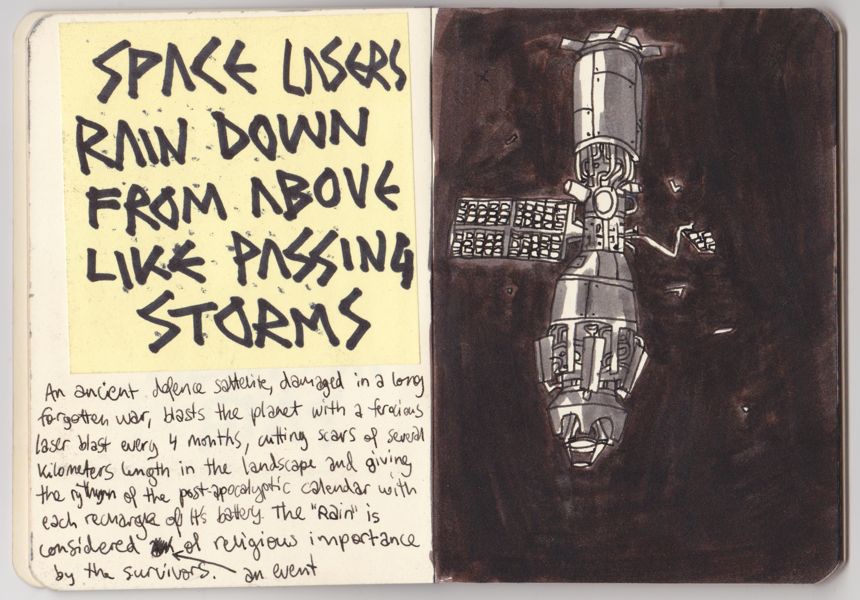 SPACE LASERS
RAIN DOWN
FROM ABOVE
LIKE PASSING
STORMS
An ancient defence sattelite, damaged in a long
forgotten war, blasts the planet with a ferocious
laser blast every 4 months, cutting scars of several
kilometers length in the landscape and giving
the of the post-apocalyptic calendar with
each recharge of it's battery. The "Rain" is
considered of religious importance
by the survivors. an event